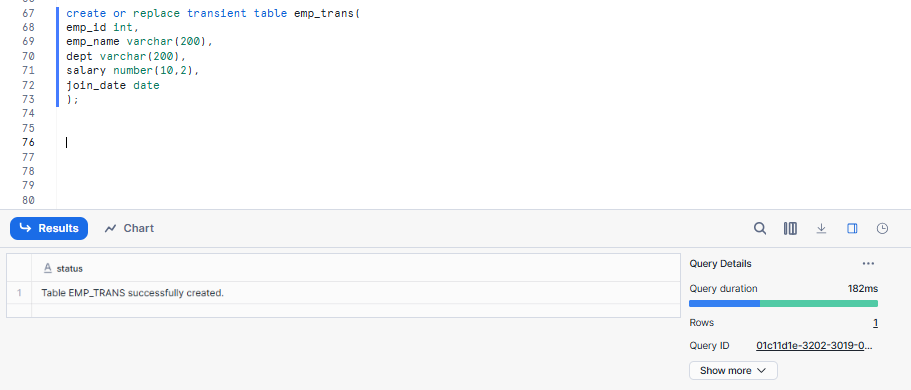 67 create or replace transient table emp_trans(
68 emp_id int,
69 emp_name varchar(200),
70 dept varchar(200),
71 salary number(10,2),
72 join_date date
73 );
74
75
76
77
78
79
80
Results Chart
A status
1 Table EMP_TRANS successfully created.
Query Details ...
Query duration 182ms
Rows 1
Query ID 01c11d1e-3202-3019-0...
Show more